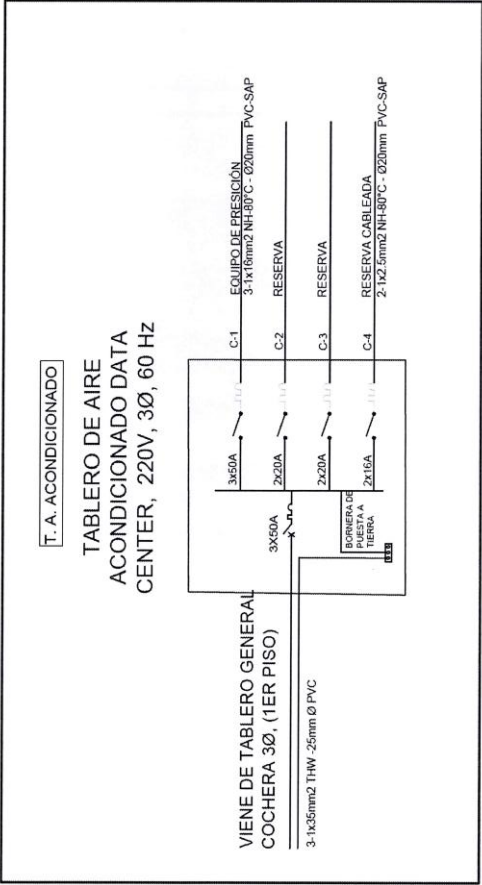 T. A. ACONDICIONADO
TABLERO DE AIRE
ACONDICIONADO DATA
CENTER, 220V, 3Ø, 60 Hz
VIENE DE TABLERO GENERAL
COCHERA 3Ø, (1ER PISO)
3-1x35mm2 THW -25mm Ø PVC
3X50A
BORNERA DE
PUESTA A
TIERRA
3x50A
C-1
EQUIPO DE PRESICIÓN
3-1x16mm2 NH-80°C - Ø20mm PVC-SAP
2x20A
C-2
RESERVA
2x20A
C-3
RESERVA
2x16A
C-4
RESERVA CABLEADA
2-1x2.5mm2 NH-80°C - Ø20mm PVC-SAP